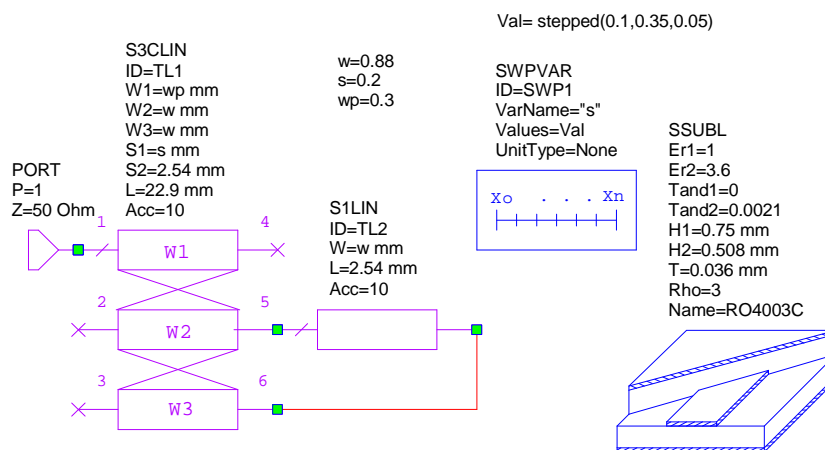 Val= stepped(0.1,0.35,0.05)
S3CLIN
ID=TL1
W1=wp mm
W2=w mm
W3=w mm
S1=s mm
S2=2.54 mm
L=22.9 mm
Acc=10
w=0.88
s=0.2
wp=0.3
SWPVAR
ID=SWP1
VarName="s"
Values=Val
UnitType=None
Xo . . . Xn
SSUBL
Er1=1
Er2=3.6
Tand1=0
Tand2=0.0021
H1=0.75 mm
H2=0.508 mm
T=0.036 mm
Rho=3
Name=RO4003C
PORT
P=1
Z=50 Ohm
S1LIN
ID=TL2
W=w mm
L=2.54 mm
Acc=10
1
W1
4
2
W2
5
3
W3
6